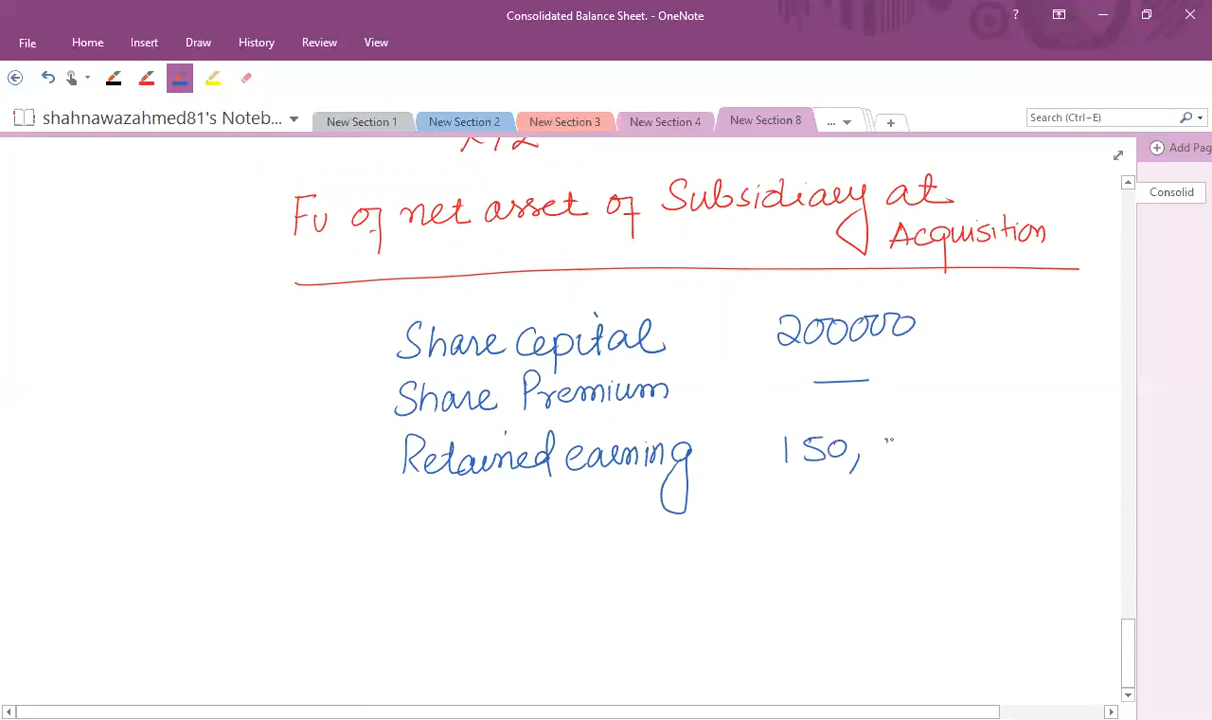 Consolidated Balance Sheet. - OneNote
?
File Home Insert Draw History Review View
shahnawazahmed81's Noteb...
New Section 1 New Section 2 New Section 3 New Section 4 New Section 8 ... +
Search (Ctrl+E)
Add Pag
Consolid
Fv of net asset of Subsidiary at
Acquisition
Share Cepital 200000
Share Premium —
Retained earning 150,